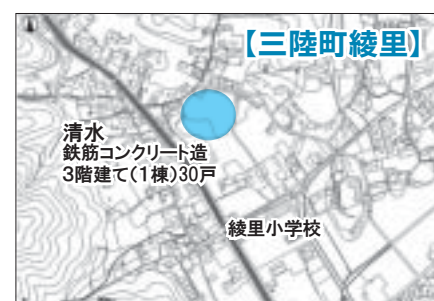 【三陸町綾里】
清水
鉄筋コンクリート造
3階建て(1棟)30戸
綾里小学校